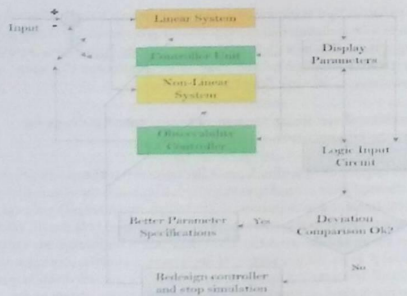 +
Input
-
Linear System
Controller Unit
Non-Linear
System
Observability
Controller
Display
Parameters
Logic Input
Circuit
Better Parameter
Specifications
Yes
Deviation
Comparison Ok?
No
Redesign controller
and stop simulation